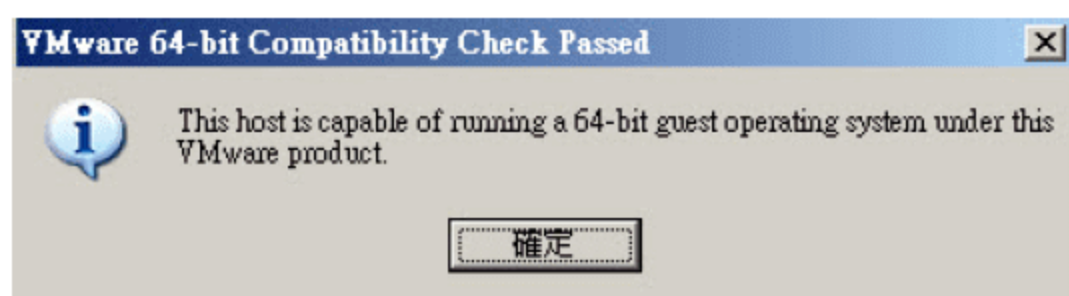 VMware 64-bit Compatibility Check Passed
This host is capable of running a 64-bit guest operating system under this
VMware product.
確定